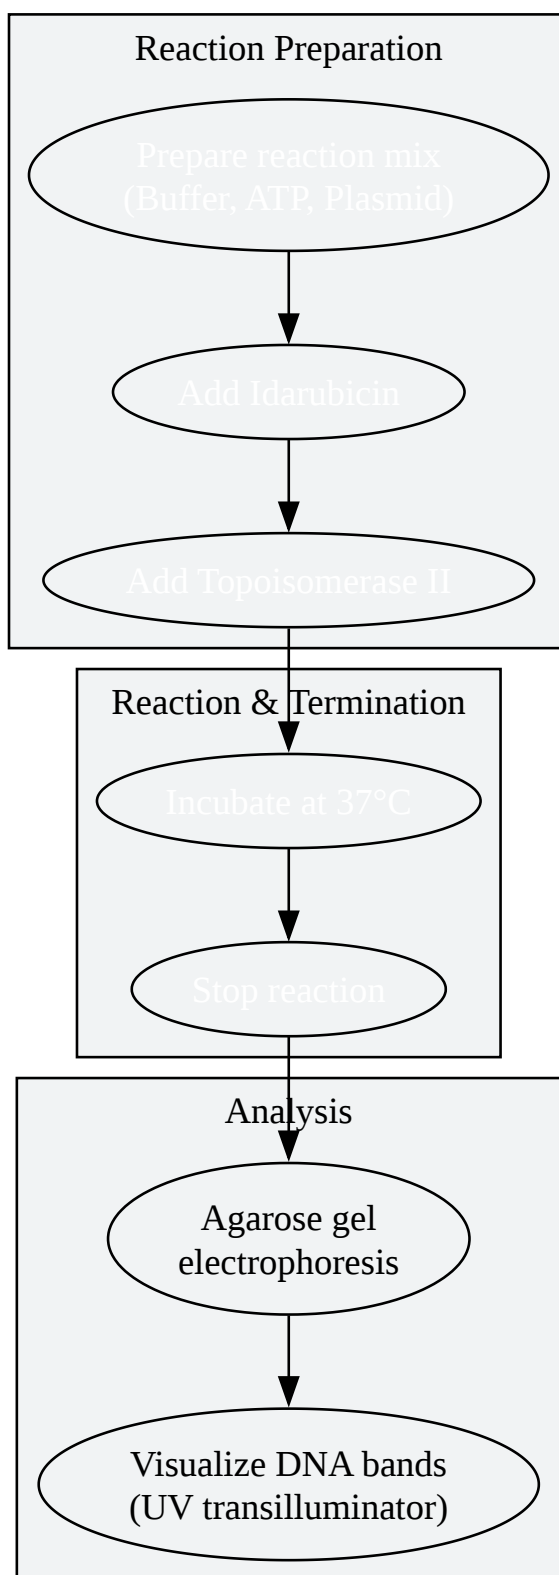 Reaction Preparation
Prepare reaction mix
(Buffer, ATP, Plasmid)
Add Idarubicin
Add Topoisomerase II
Reaction & Termination
Incubate at 37°C
Stop reaction
Analysis
Agarose gel
electrophoresis
Visualize DNA bands
(UV transilluminator)